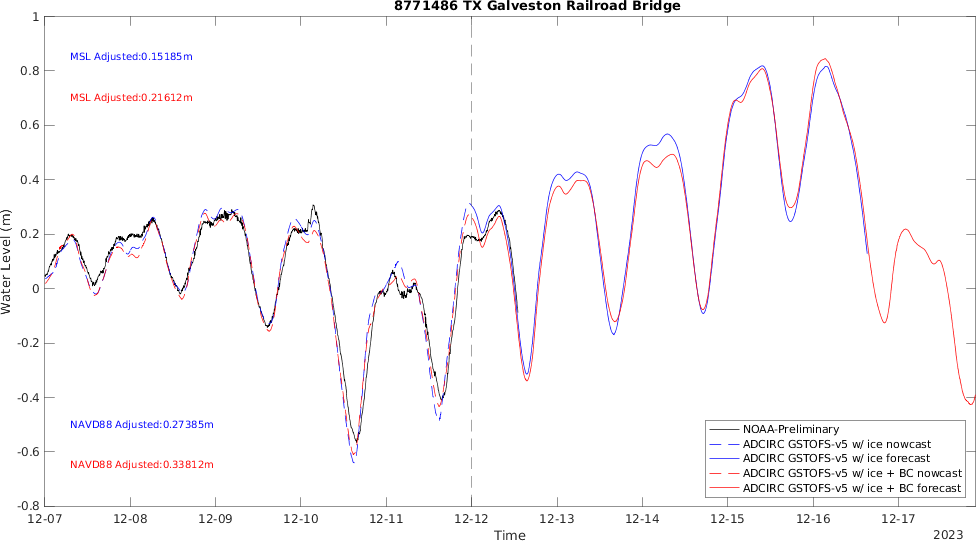 8771486 TX Galveston Railroad Bridge
1
0.8
0.6
0.4
0.2
0
-0.2
-0.4
-0.6
-0.8
Water Level (m)
MSL Adjusted:0.15185m
MSL Adjusted:0.21612m
NAVD88 Adjusted:0.27385m
NAVD88 Adjusted:0.33812m
NOAA-Preliminary
ADCIRC GSTOFS-v5 w/ ice nowcast
ADCIRC GSTOFS-v5 w/ ice forecast
ADCIRC GSTOFS-v5 w/ ice + BC nowcast
ADCIRC GSTOFS-v5 w/ ice + BC forecast
12-07 12-08 12-09 12-10 12-11 12-12 12-13 12-14 12-15 12-16 12-17
Time
2023